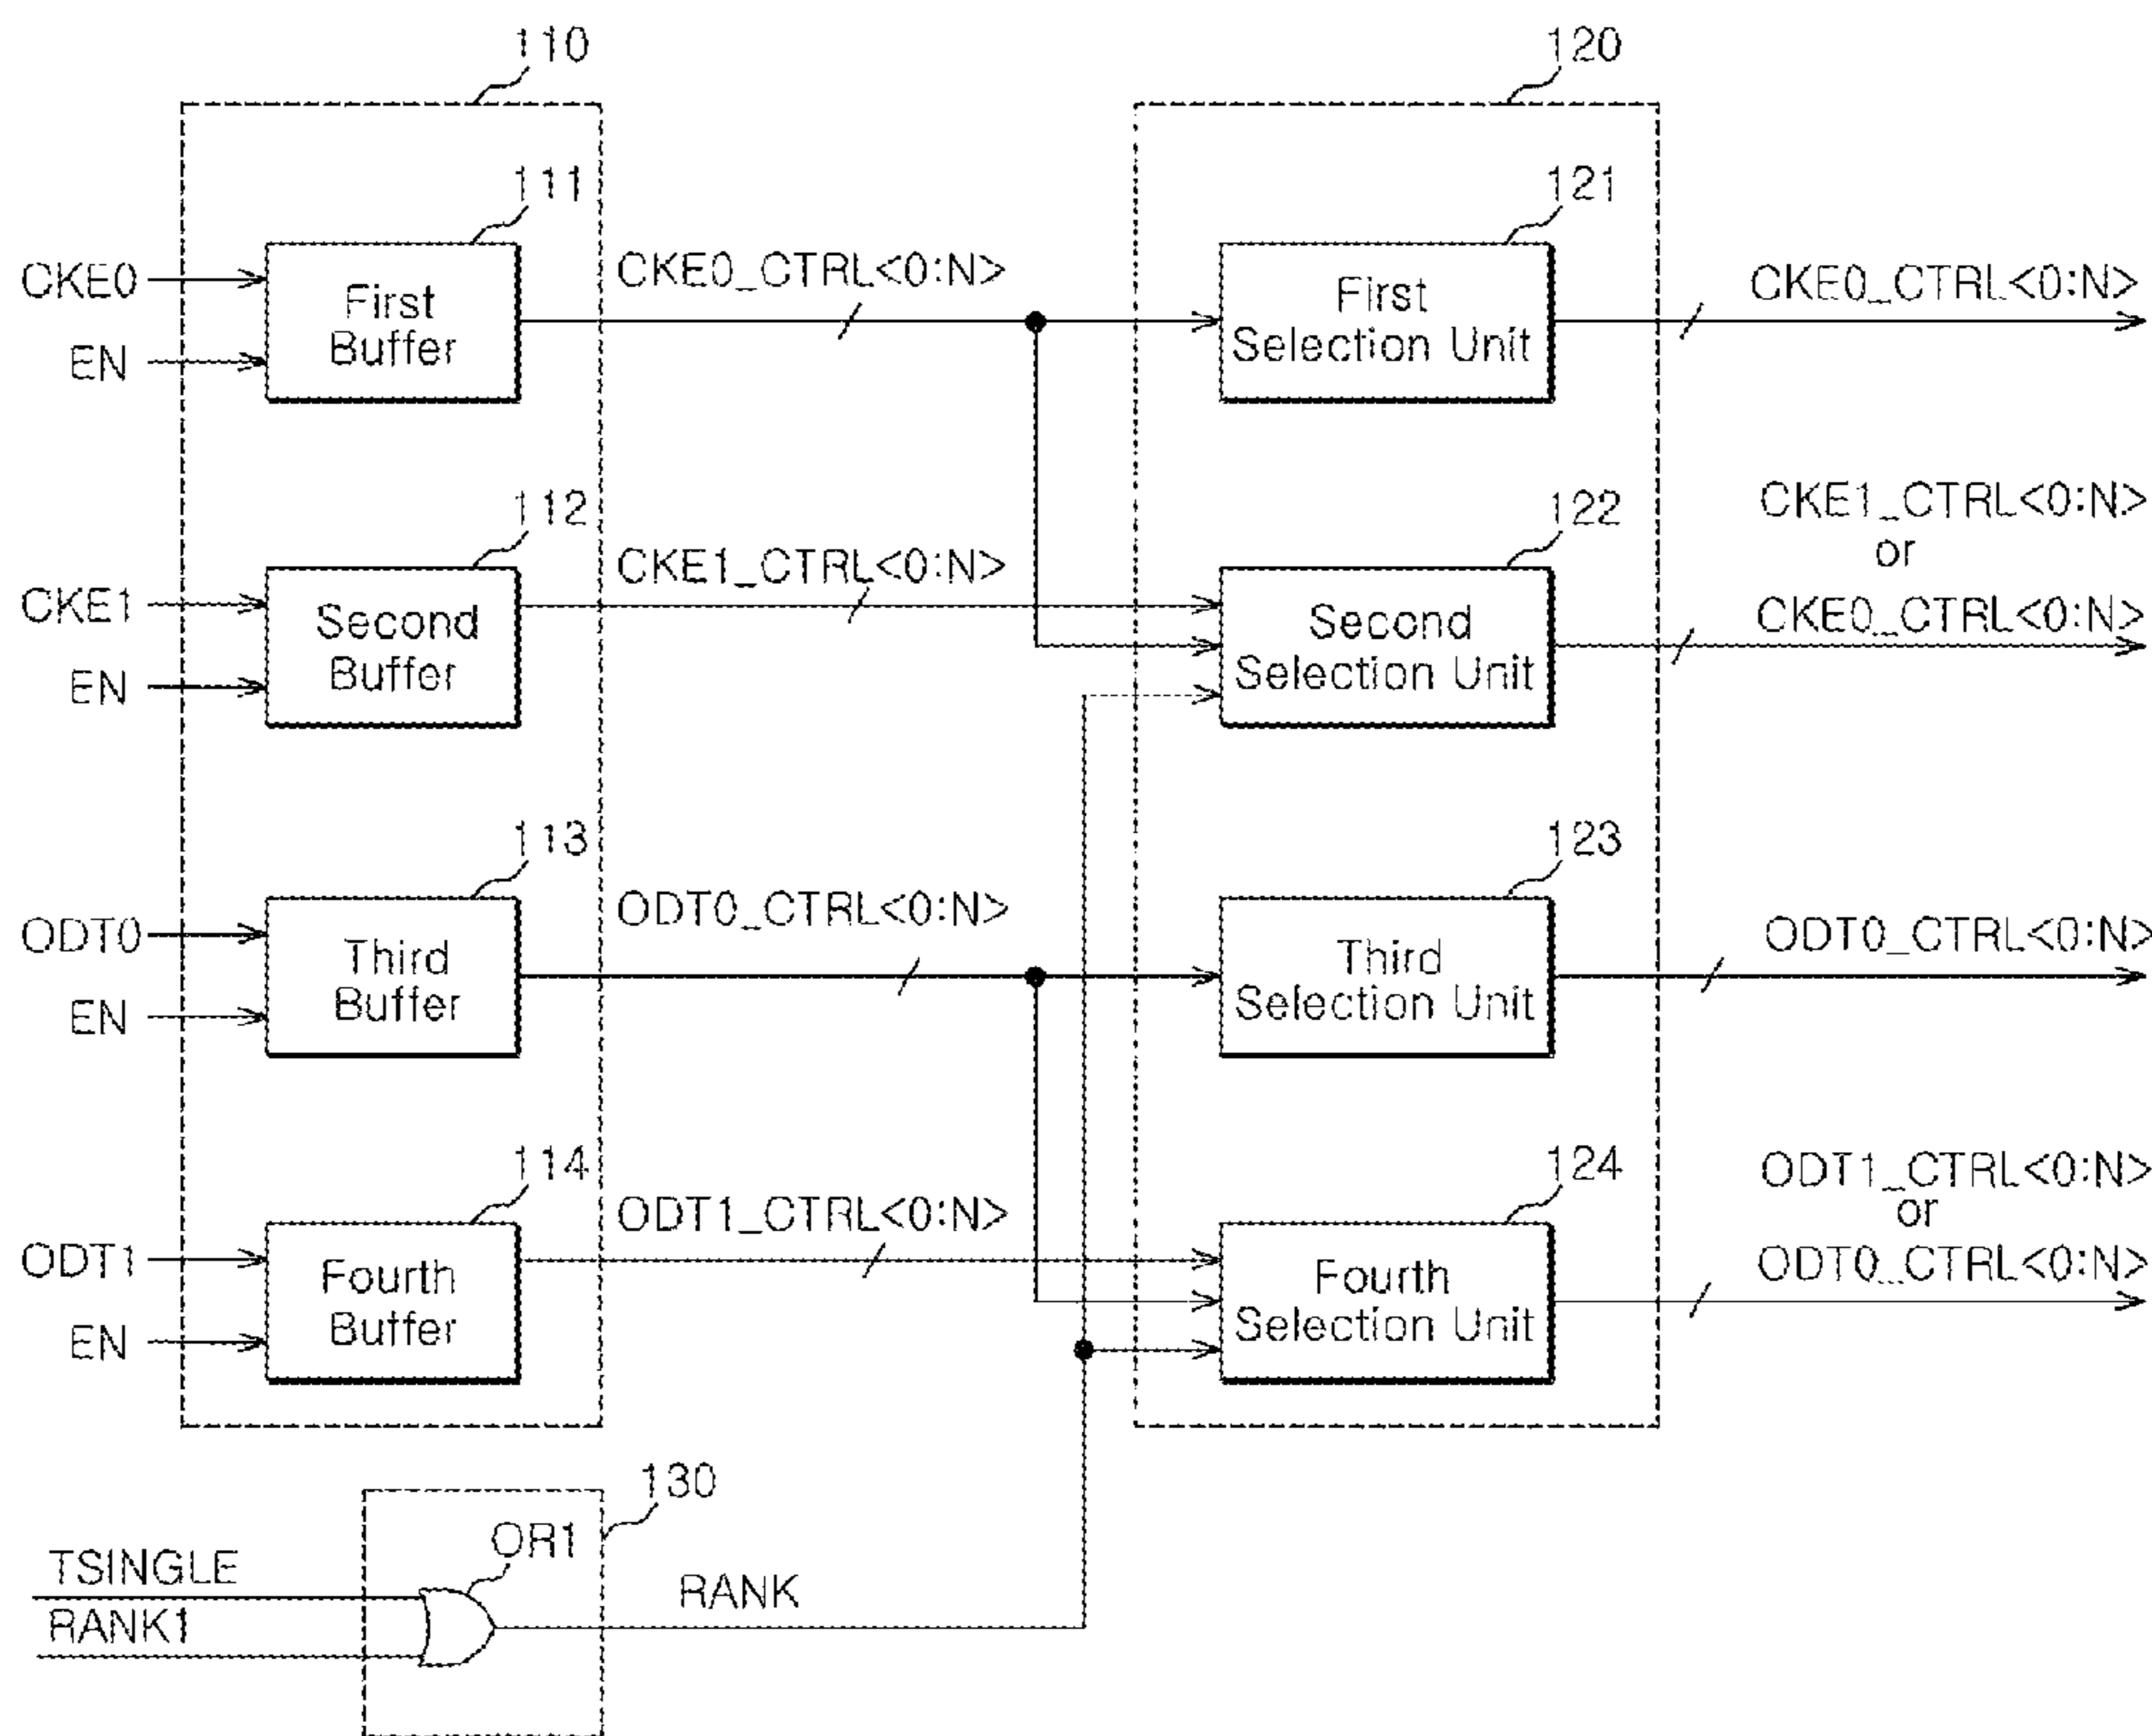 110
120
111
121
CKE0
EN
First
Buffer
CKE0_CTRL<0:N>
First
Selection Unit
CKE0_CTRL<0:N>
112
122
CKE1
EN
Second
Buffer
CKE1_CTRL<0:N>
Second
Selection Unit
CKE1_CTRL<0:N>
or
CKE0_CTRL<0:N>
113
123
ODT0
EN
Third
Buffer
ODT0_CTRL<0:N>
Third
Selection Unit
ODT0_CTRL<0:N>
114
124
ODT1
EN
Fourth
Buffer
ODT1_CTRL<0:N>
Fourth
Selection Unit
ODT1_CTRL<0:N>
or
ODT0_CTRL<0:N>
130
OR1
TSINGLE
RANK1
RANK